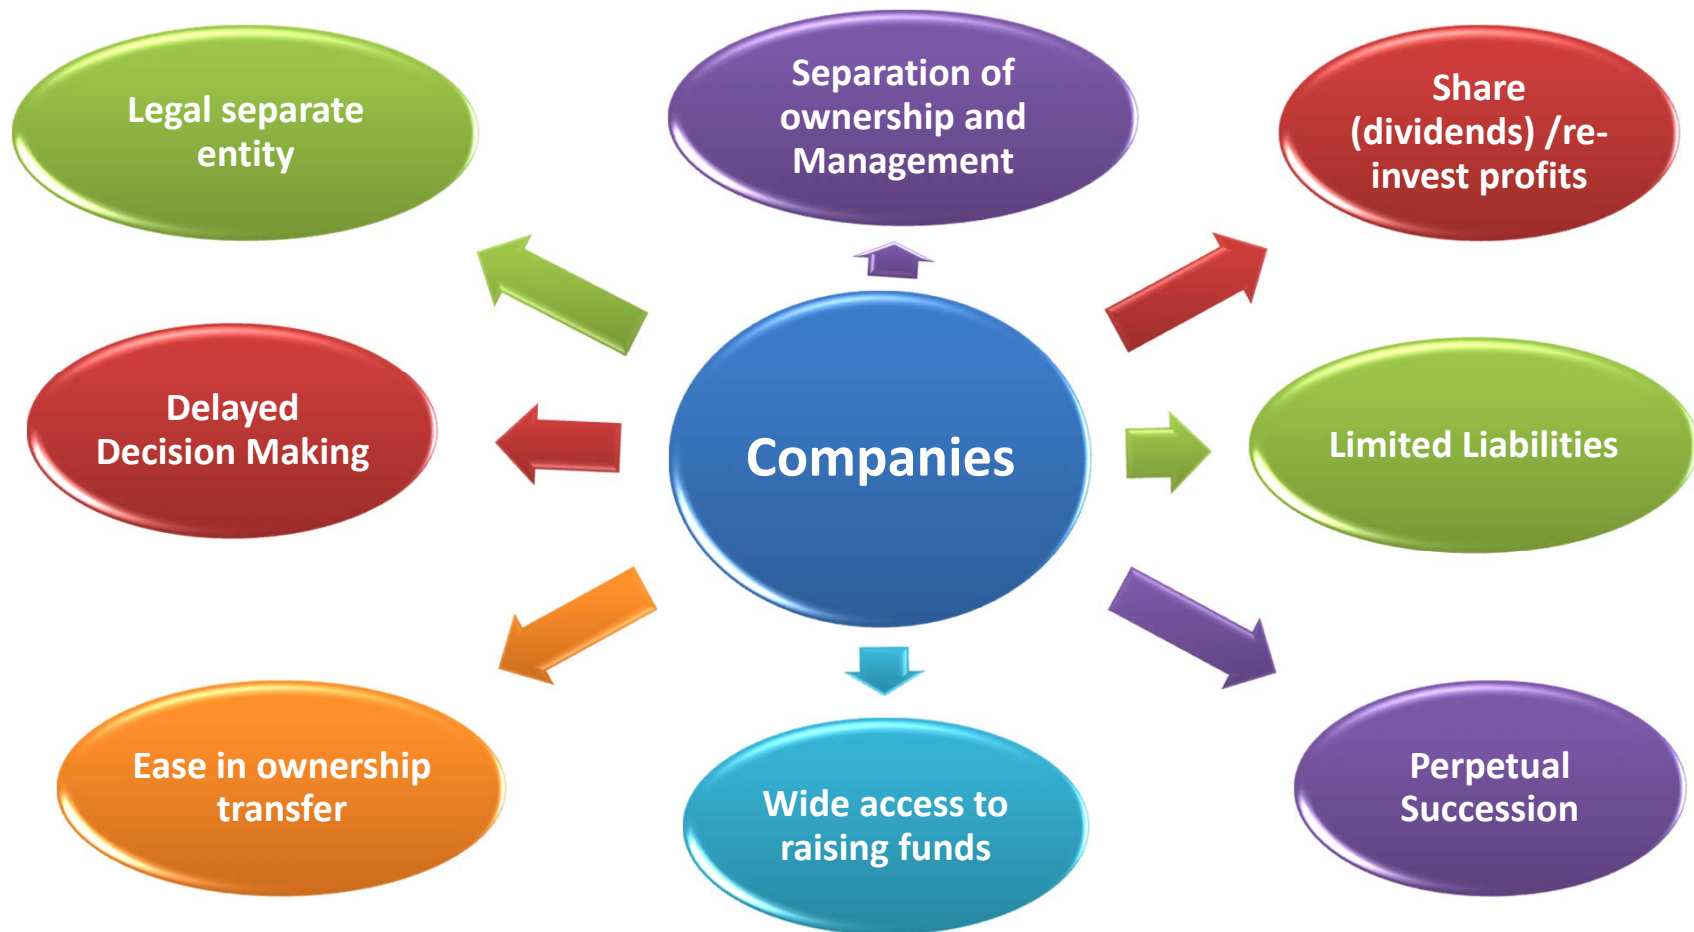 Legal separate
entity
Separation of
ownership and
Management
Share
(dividends) /re-
invest profits
Delayed
Decision Making
Companies
Limited Liabilities
Ease in ownership
transfer
Wide access to
raising funds
Perpetual
Succession